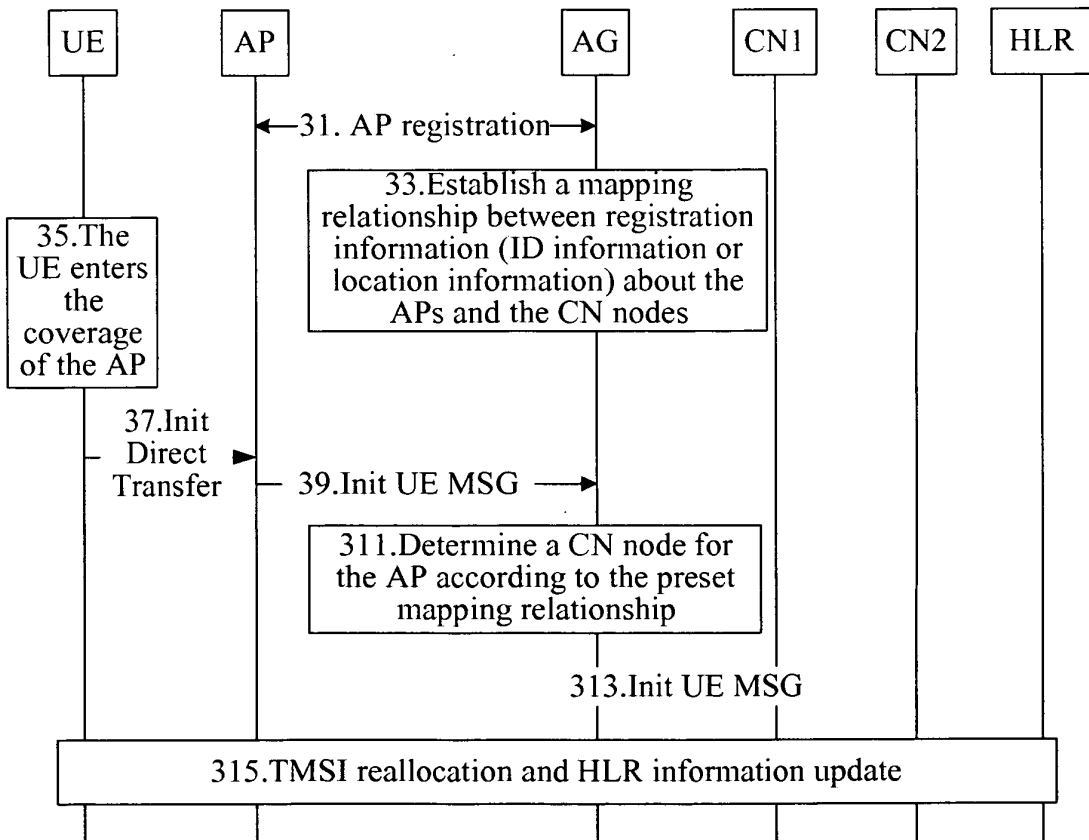 UE
AP
AG
CN1
CN2
HLR
31. AP registration
33.Establish a mapping
relationship between registration
information (ID information or
location information) about the
APs and the CN nodes
35.The
UE enters
the
coverage
of the AP
37.Init
Direct
Transfer
39.Init UE MSG
311.Determine a CN node for
the AP according to the preset
mapping relationship
313.Init UE MSG
315.TMSI reallocation and HLR information update